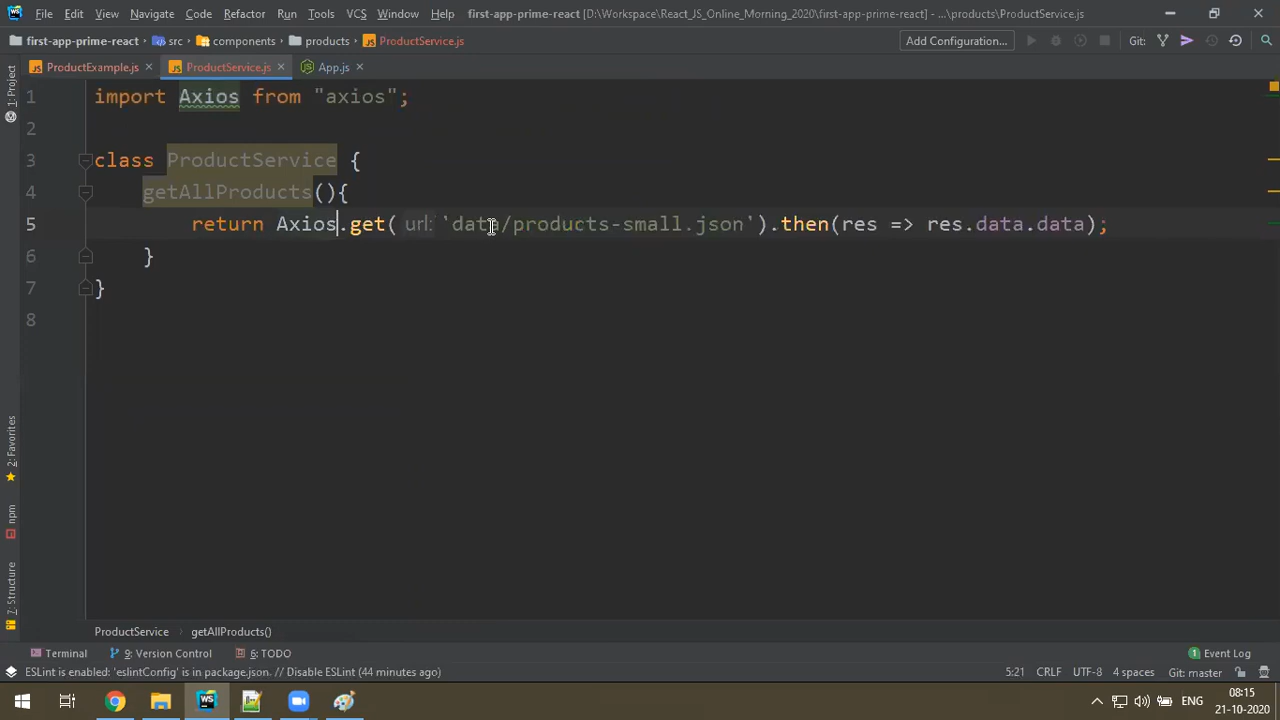 File Edit View Navigate Code Refactor Run Tools VCS Window Help first-app-prime-react [D:\Workspace\React_JS_Online_Morning_2020\first-app-prime-react] - ...\products\ProductService.js
first-app-prime-react src components products ProductService.js Add Configuration... Git:
ProductExample.js ProductService.js App.js
1: Project
1 import Axios from "axios";
2
3 class ProductService {
4 getAllProducts(){
5 return Axios.get( url: `data/products-small.json`).then(res => res.data.data);
6 }
7 }
8
2: Favorites
npm
7: Structure
ProductService getAllProducts()
Terminal 9: Version Control 6: TODO 1 Event Log
ESLint is enabled: 'eslintConfig' is in package.json. // Disable ESLint (44 minutes ago) 5:21 CRLF UTF-8 4 spaces Git: master
ENG 08:15
21-10-2020